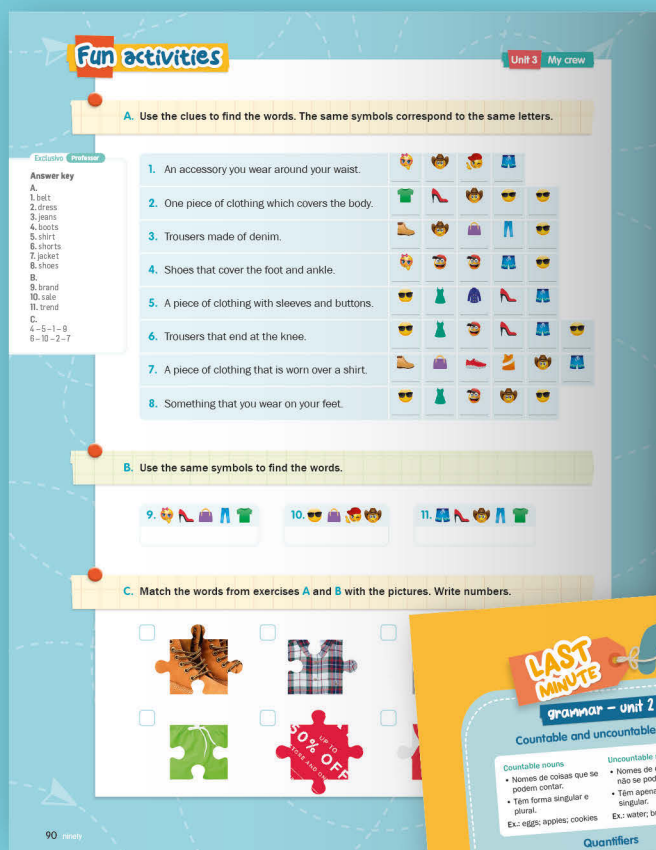 Fun activities
Unit 3 My crew
A. Use the clues to find the words. The same symbols correspond to the same letters.
Exclusivo Professor
Answer key
A.
1. belt
2. dress
3. jeans
4. boots
5. shirt
6. shorts
7. jacket
8. shoes
B.
9. brand
10. sale
11. trend
C.
4 – 5 – 1 – 9
6 – 10 – 2 – 7
1. An accessory you wear around your waist.
2. One piece of clothing which covers the body.
3. Trousers made of denim.
4. Shoes that cover the foot and ankle.
5. A piece of clothing with sleeves and buttons.
6. Trousers that end at the knee.
7. A piece of clothing that is worn over a shirt.
8. Something that you wear on your feet.
B. Use the same symbols to find the words.
9.
10.
11.
C. Match the words from exercises A and B with the pictures. Write numbers.
UP TO
50% OFF
STORE AND
90 ninety
LAST
MINUTE
grammar – unit 2
Countable and uncountable
Countable nouns
• Nomes de coisas que se
podem contar.
• Têm forma singular e
plural.
Ex.: eggs; apples; cookies
Uncountable
• Nomes de
não se pod
• Têm apena
singular.
Ex.: water; b
Quantifiers